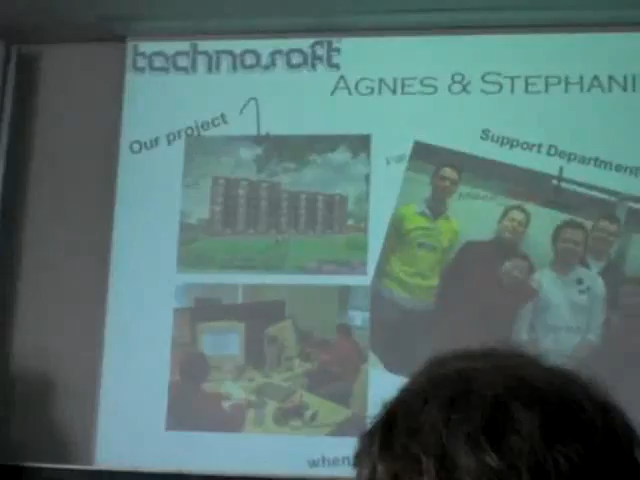 technosoft
AGNES & STEPHANI
Our project
Support Department
when